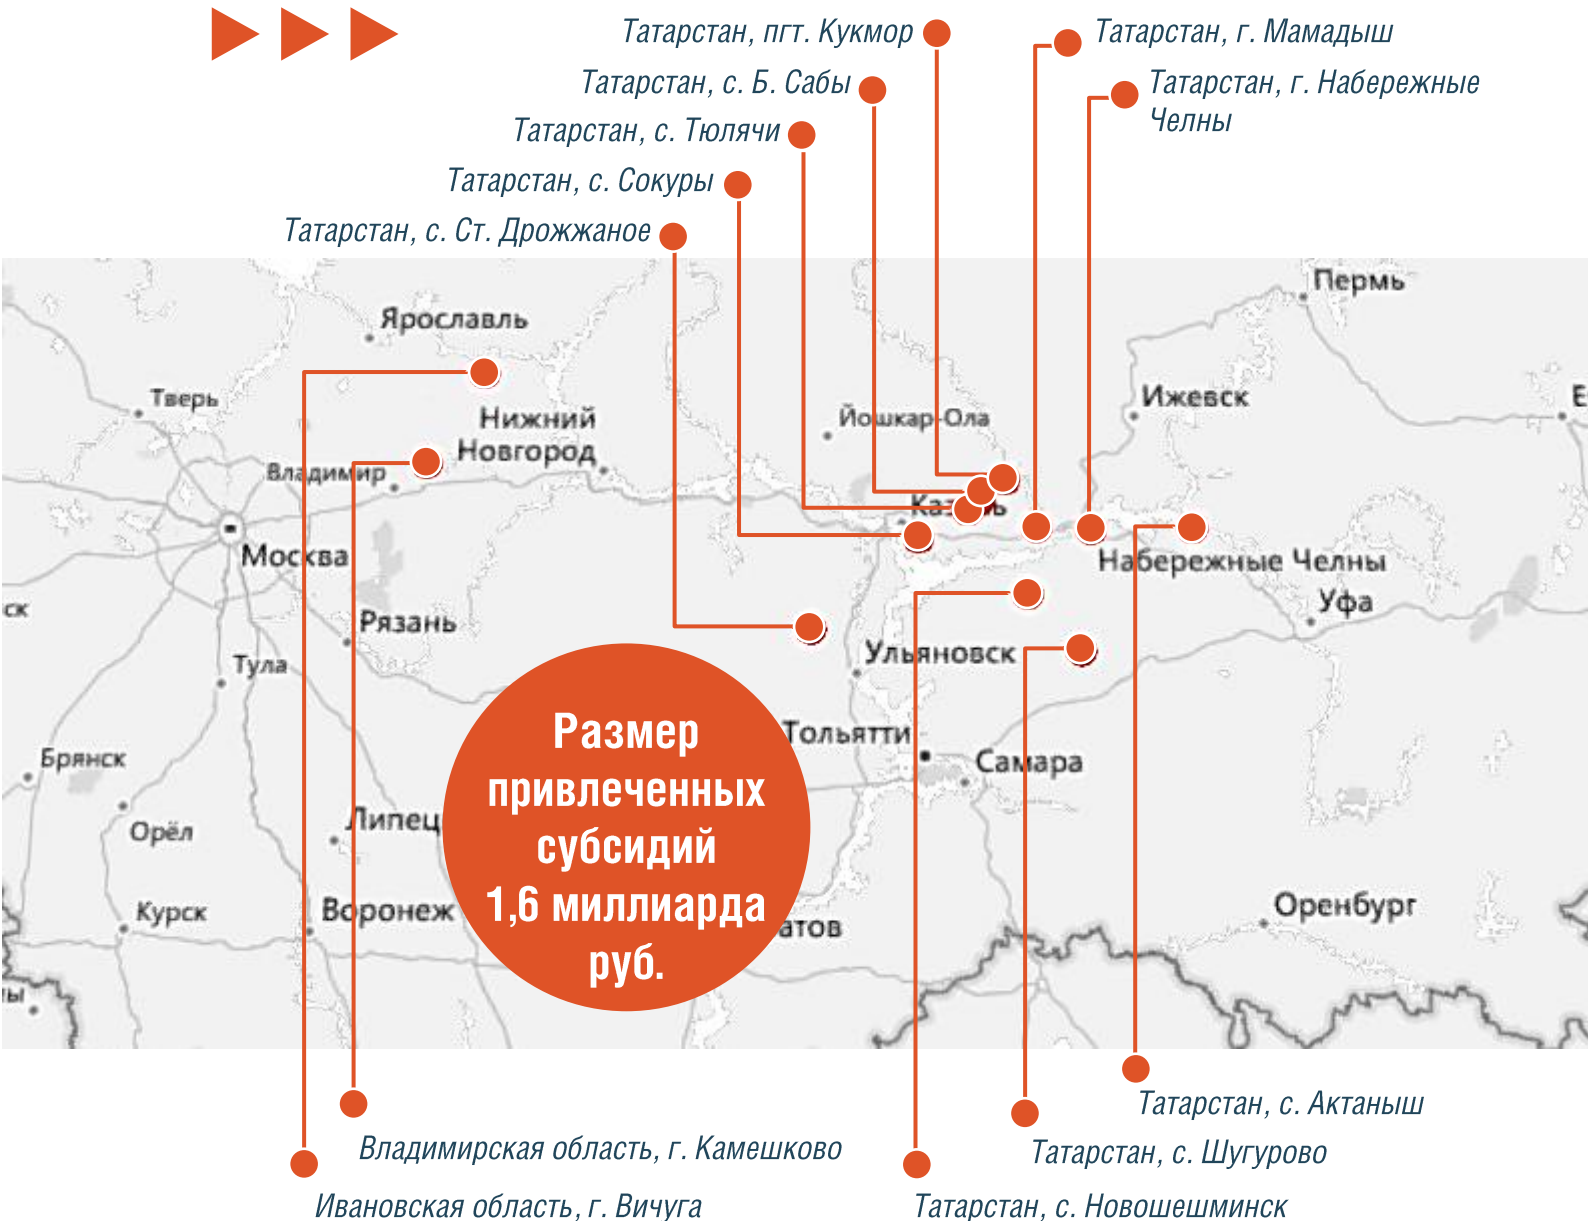 Татарстан, пгт. Кукмор
Татарстан, г. Мамадыш
Татарстан, с. Б. Сабы
Татарстан, г. Набережные
Челны
Татарстан, с. Тюлячи
Татарстан, с. Сокуры
Татарстан, с. Ст. Дрожжаное
Пермь
Ярославль
Тверь
Ижевск
Нижний
Новгород
Йошкар-Ола
Владимир
Москва
Набережные Челны
ск
Уфа
Рязань
Ульяновск
Тула
Размер
привлеченных
субсидий
1,6 миллиарда
руб.
Тольятти
Самара
Брянск
Орёл
Липец
Курск
Воронеж
атов
Оренбург
Татарстан, с. Актаныш
Владимирская область, г. Камешково
Татарстан, с. Шугурово
Ивановская область, г. Вичуга
Татарстан, с. Новошешминск